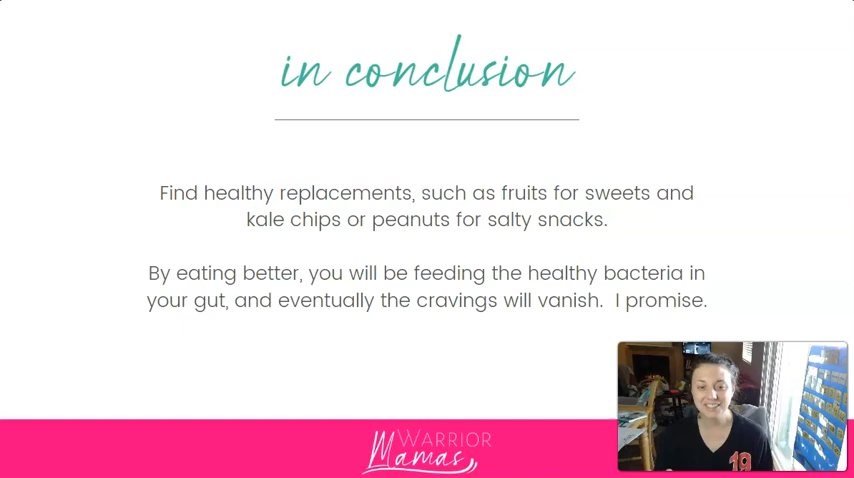 in conclusion
Find healthy replacements, such as fruits for sweets and
kale chips or peanuts for salty snacks.
By eating better, you will be feeding the healthy bacteria in
your gut, and eventually the cravings will vanish.  I promise.
WARRIOR
Mamas
19